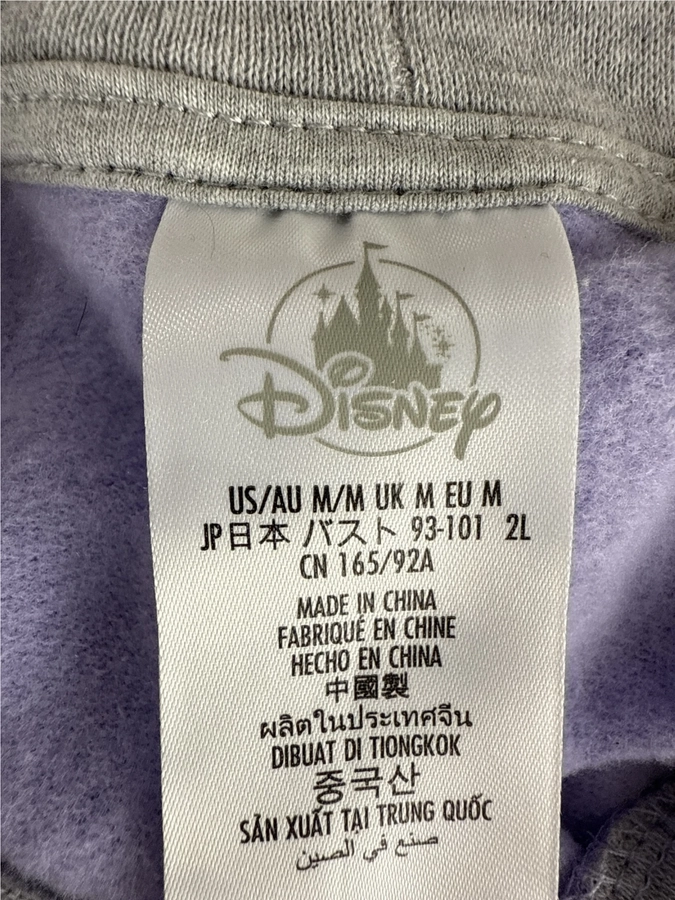 Disney
US/AU M/M UK M EU M
JP日本 バスト 93-101 2L
CN 165/92A
MADE IN CHINA
FABRIQUÉ EN CHINE
HECHO EN CHINA
中國製
ผลิตในประเทศจีน
DIBUAT DI TIONGKOK
중국산
SẢN XUẤT TẠI TRUNG QUỐC
صنع في الصين